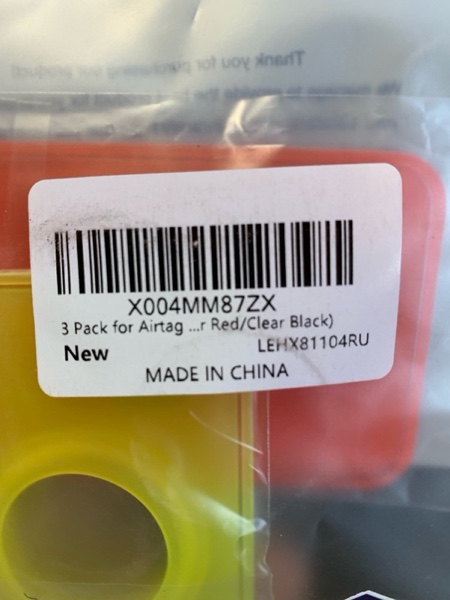 Thank you for purchasing our product!
X004MM87ZX
3 Pack for Airtag ...r Red/Clear Black)
New
LEHX81104RU
MADE IN CHINA